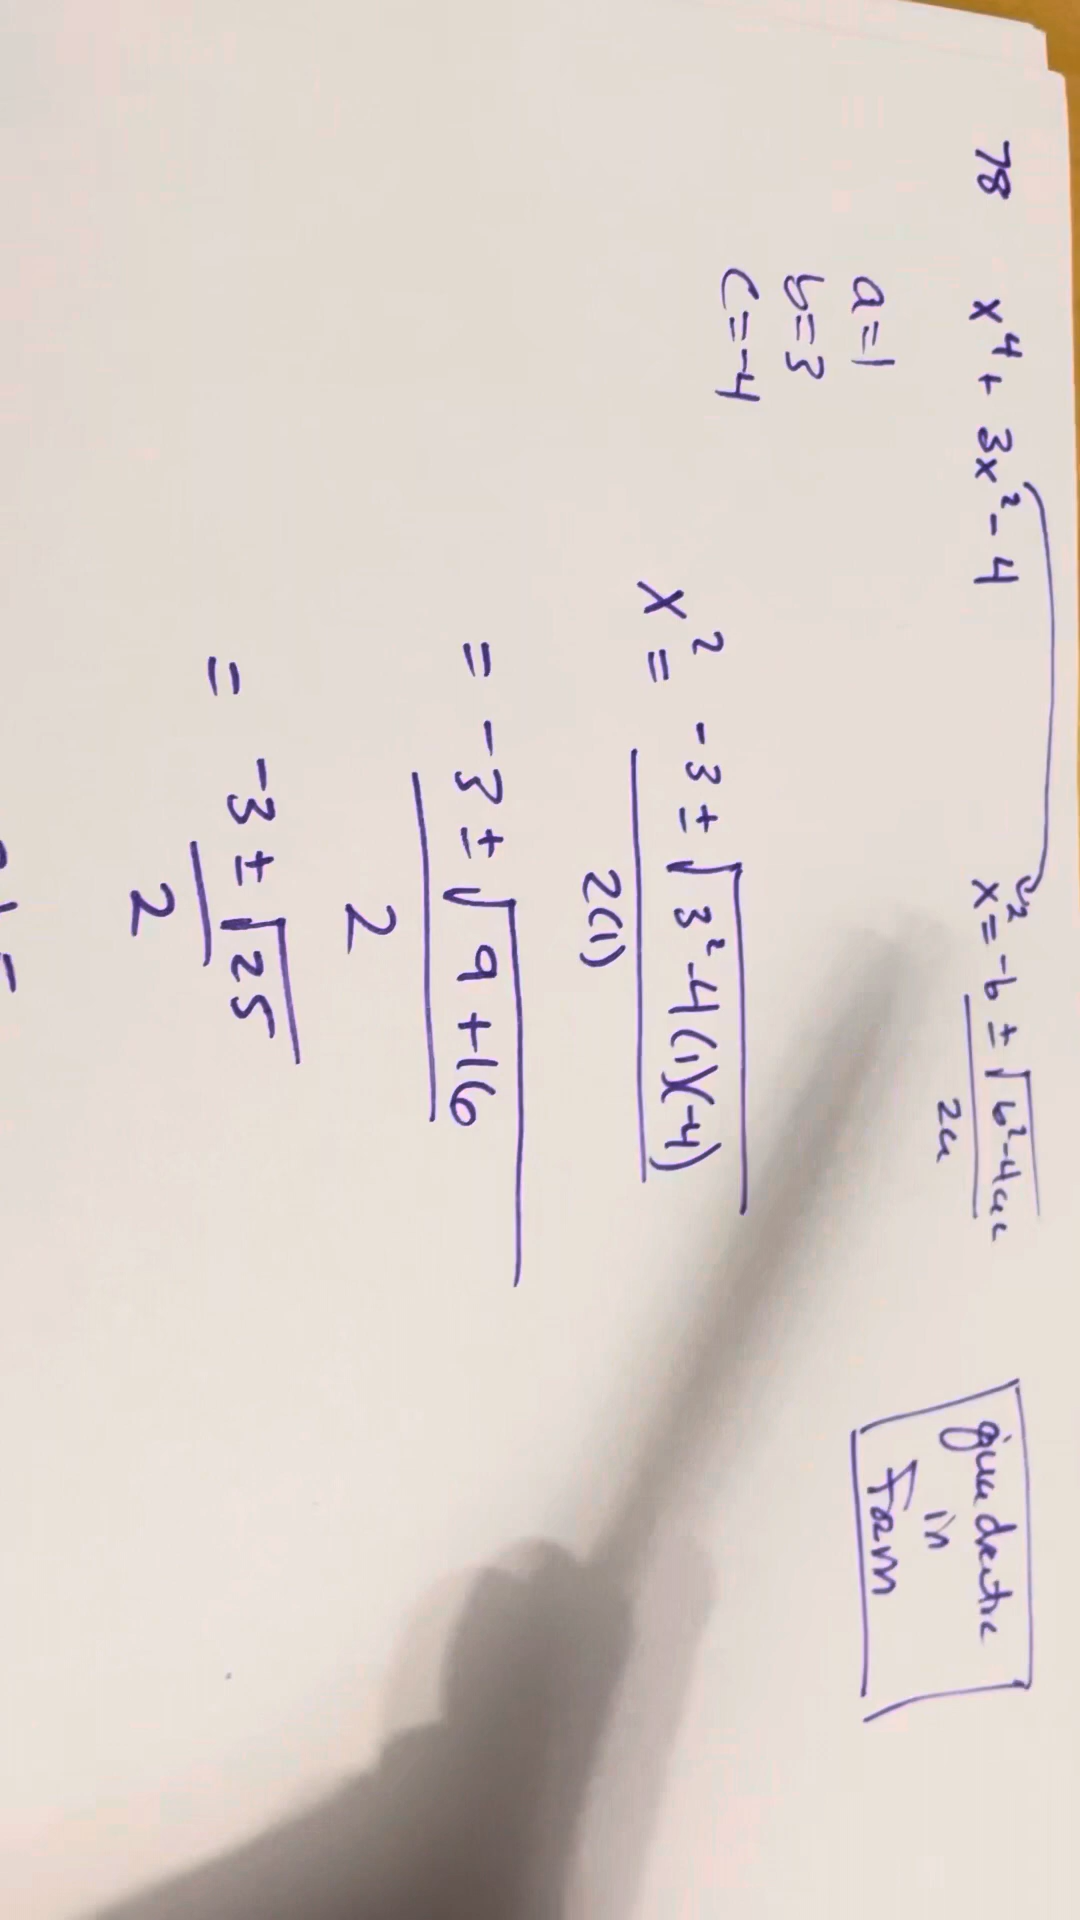 78 x⁴ + 3x² - 4
x² = -b ± √b²-4ac
2a
quadratic
in
Form
a=1
b=3
c=-4
x² = -3 ± √3²-4(1)(-4)
2(1)
= -3 ± √9+16
2
= -3 ± √25
2